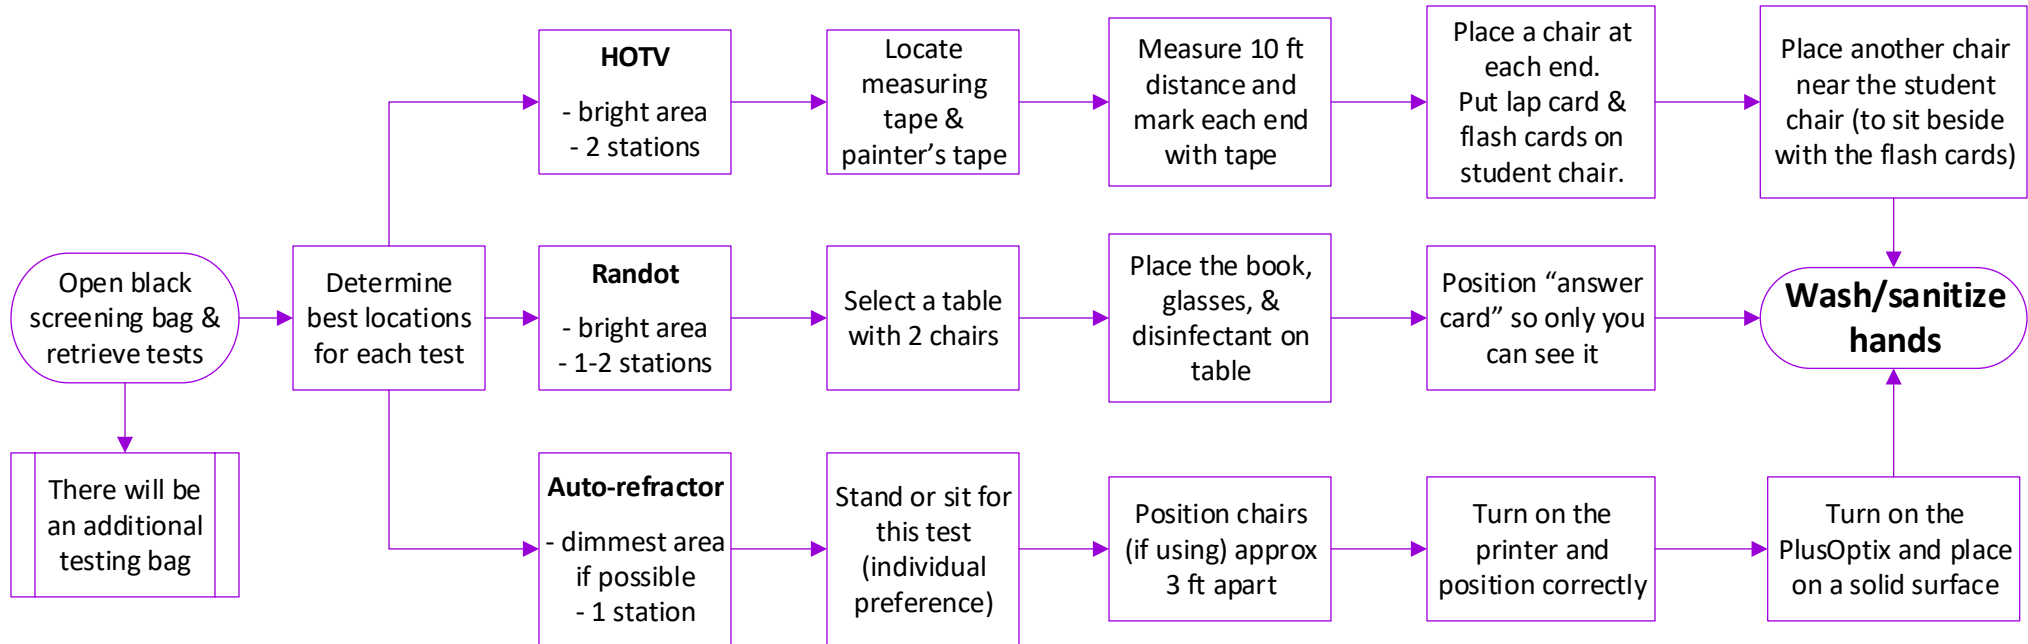 Open black
screening bag &
retrieve tests
There will be
an additional
testing bag
Determine
best locations
for each test
HOTV
- bright area
- 2 stations
Locate
measuring
tape &
painter’s tape
Measure 10 ft
distance and
mark each end
with tape
Place a chair at
each end.
Put lap card &
flash cards on
student chair.
Place another chair
near the student
chair (to sit beside
with the flash cards)
Randot
- bright area
- 1-2 stations
Select a table
with 2 chairs
Place the book,
glasses, &
disinfectant on
table
Position “answer
card” so only you
can see it
Wash/sanitize
hands
Auto-refractor
- dimmest area
if possible
- 1 station
Stand or sit for
this test
(individual
preference)
Position chairs
(if using) approx
3 ft apart
Turn on the
printer and
position correctly
Turn on the
PlusOptix and place
on a solid surface